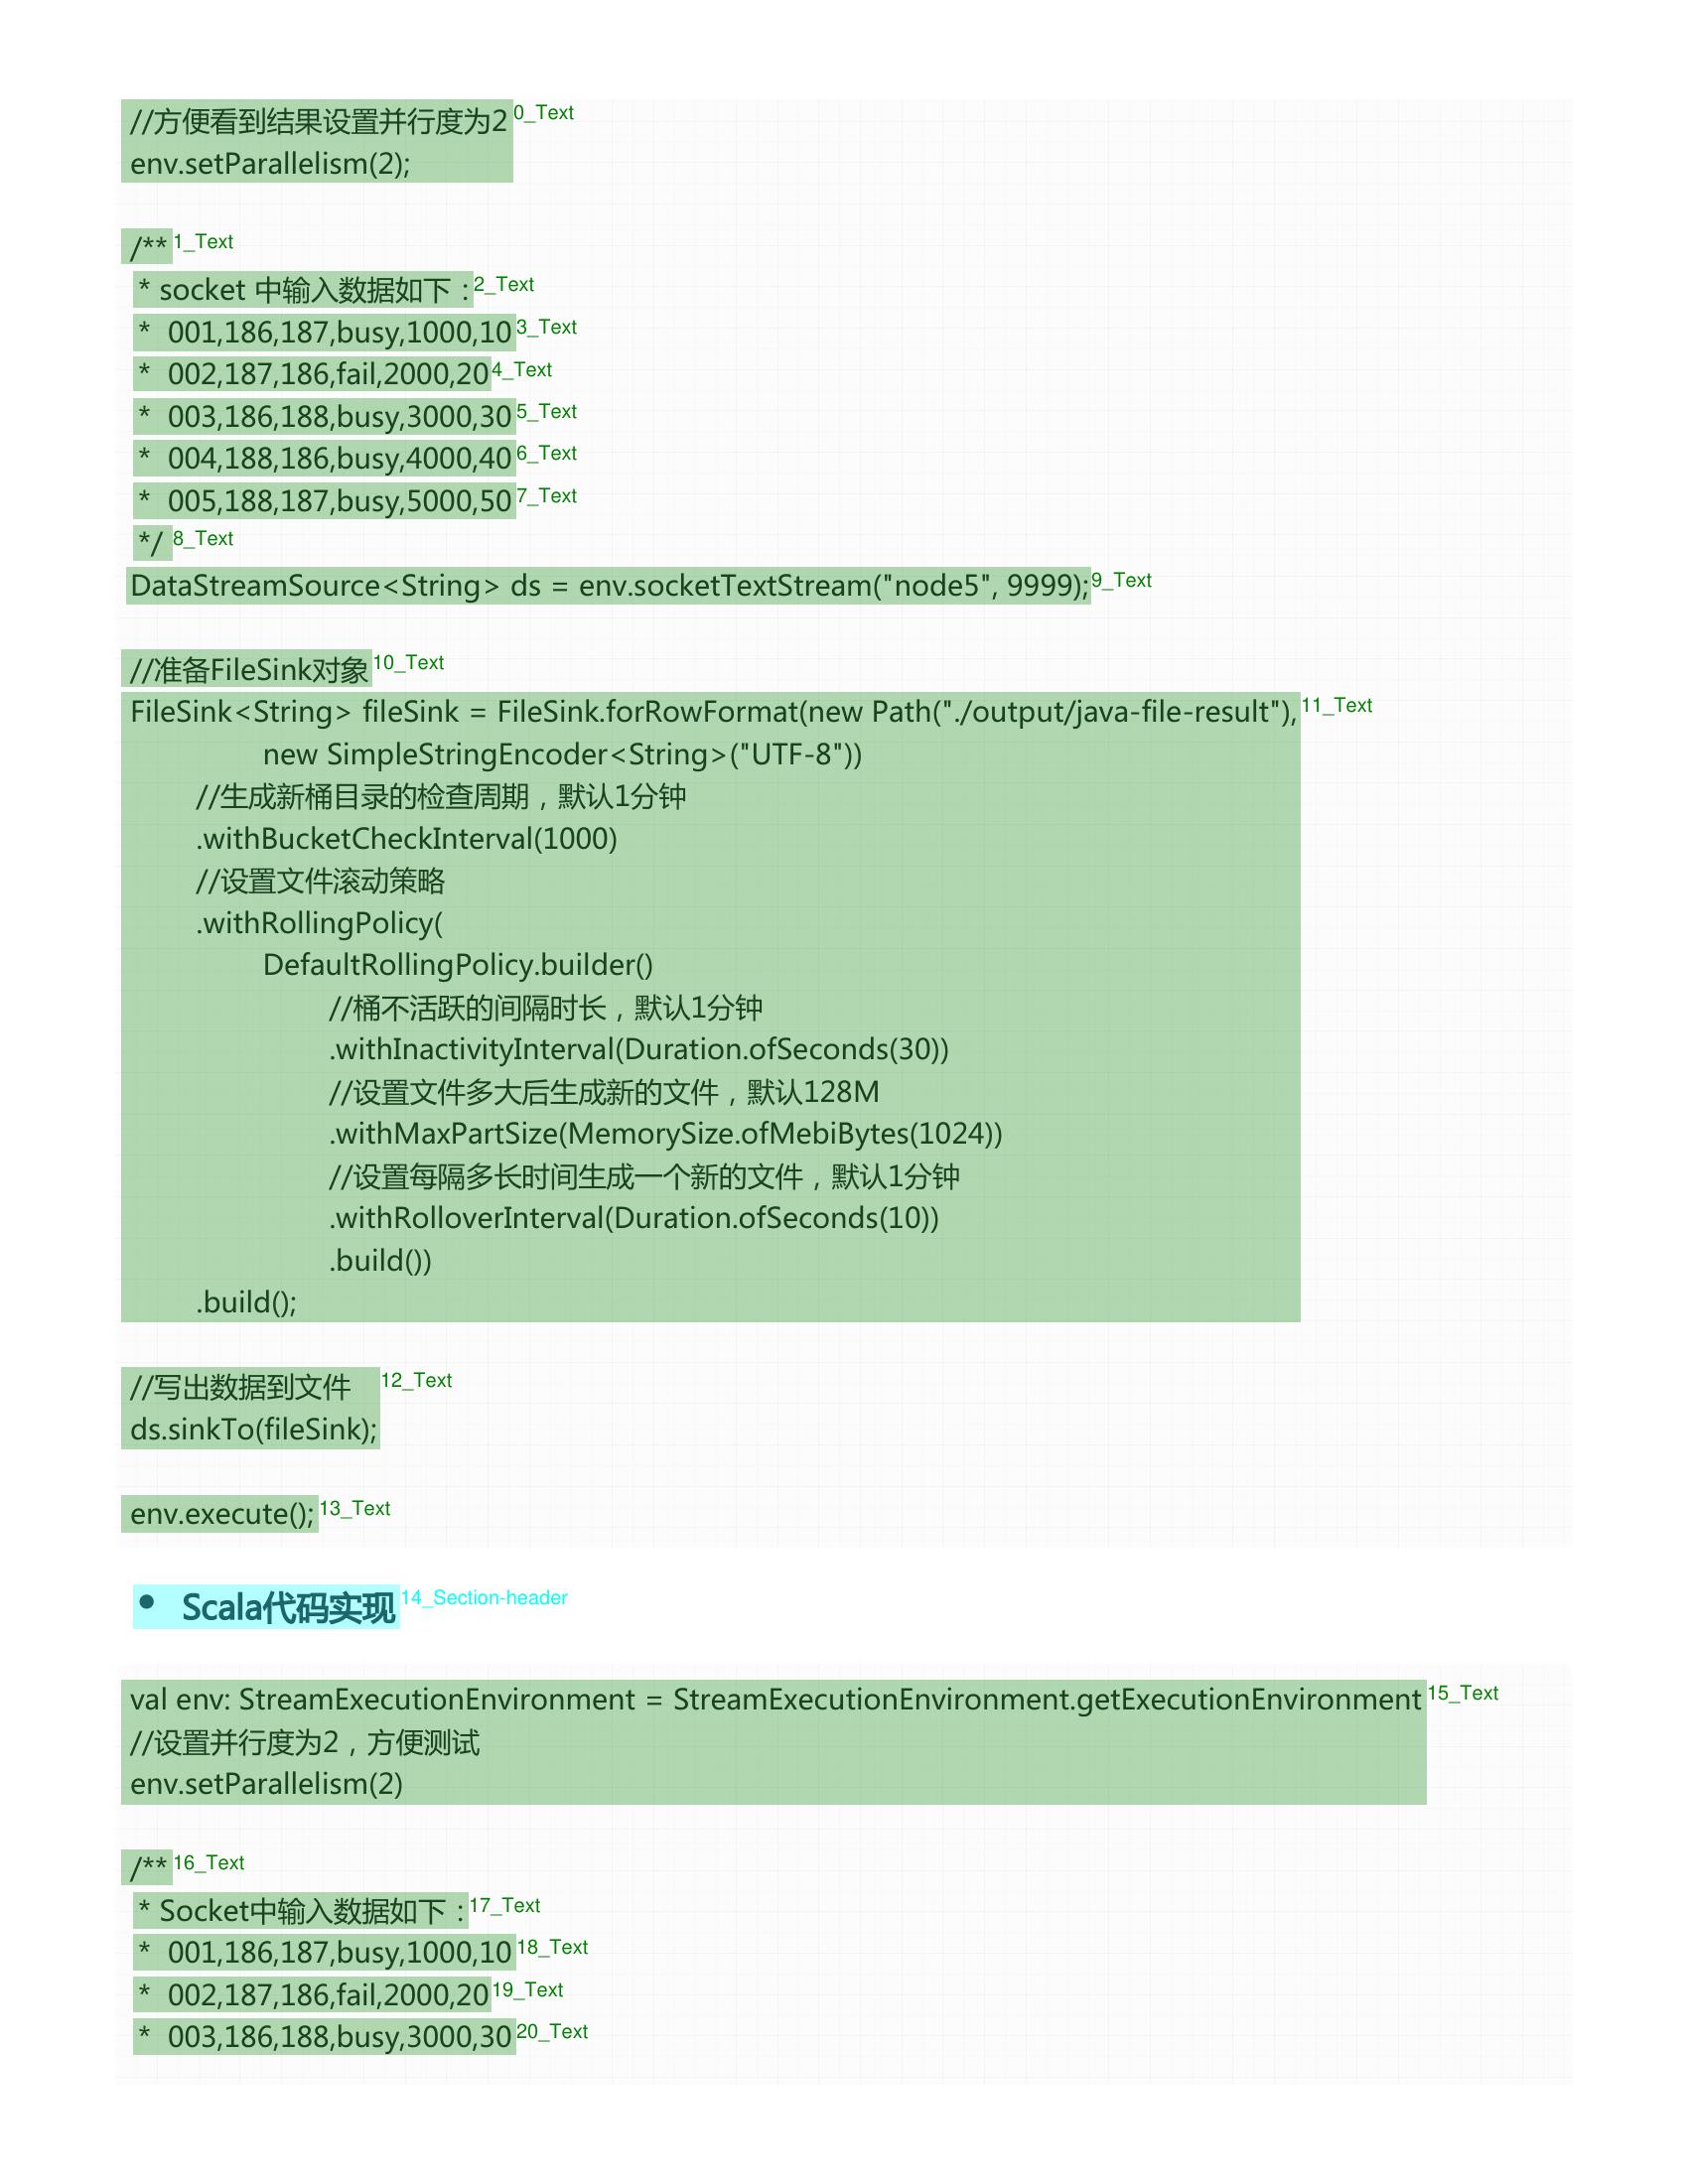 //方便看到结果设置并行度为2 0_Text
env.setParallelism(2);
/** 1_Text
* socket 中输入数据如下： 2_Text
* 001,186,187,busy,1000,10 3_Text
* 002,187,186,fail,2000,20 4_Text
* 003,186,188,busy,3000,30 5_Text
* 004,188,186,busy,4000,40 6_Text
* 005,188,187,busy,5000,50 7_Text
*/ 8_Text
DataStreamSource<String> ds = env.socketTextStream("node5", 9999); 9_Text
//准备FileSink对象 10_Text
FileSink<String> fileSink = FileSink.forRowFormat(new Path("./output/java-file-result"), 11_Text
new SimpleStringEncoder<String>("UTF-8"))
//生成新桶目录的检查周期，默认1分钟
.withBucketCheckInterval(1000)
//设置文件滚动策略
.withRollingPolicy(
DefaultRollingPolicy.builder()
//桶不活跃的间隔时长，默认1分钟
.withInactivityInterval(Duration.ofSeconds(30))
//设置文件多大后生成新的文件，默认128M
.withMaxPartSize(MemorySize.ofMebiBytes(1024))
//设置每隔多长时间生成一个新的文件，默认1分钟
.withRolloverInterval(Duration.ofSeconds(10))
.build())
.build();
//写出数据到文件 12_Text
ds.sinkTo(fileSink);
env.execute(); 13_Text
• Scala代码实现 14_Section-header
val env: StreamExecutionEnvironment = StreamExecutionEnvironment.getExecutionEnvironment 15_Text
//设置并行度为2，方便测试
env.setParallelism(2)
/** 16_Text
* Socket中输入数据如下： 17_Text
* 001,186,187,busy,1000,10 18_Text
* 002,187,186,fail,2000,20 19_Text
* 003,186,188,busy,3000,30 20_Text